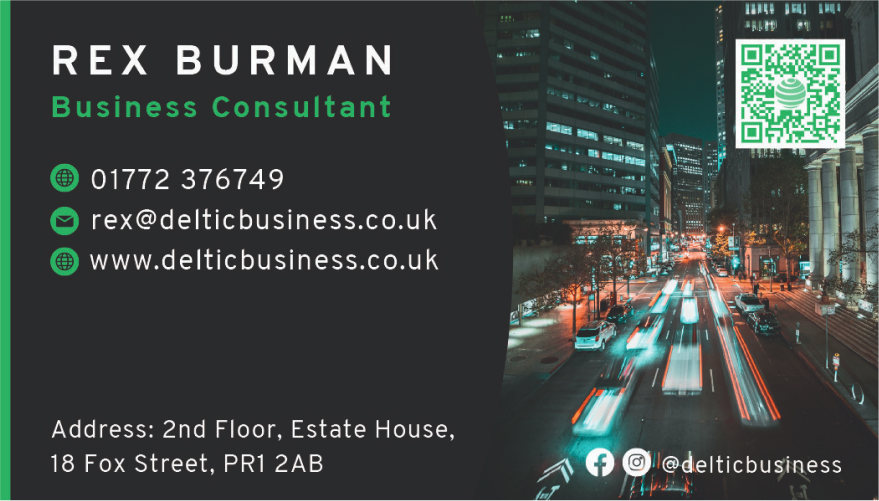 REX BURMAN
Business Consultant
01772 376749
rex@delticbusiness.co.uk
www.delticbusiness.co.uk
Address: 2nd Floor, Estate House,
18 Fox Street, PR1 2AB
@delticbusiness